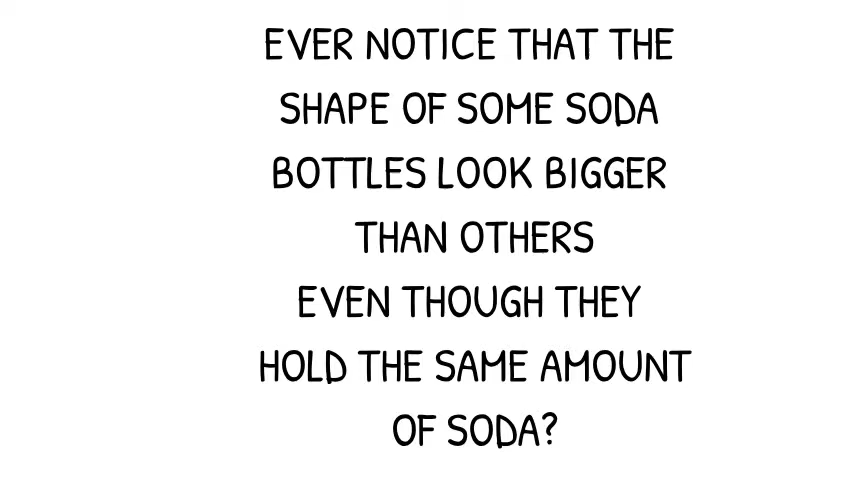 EVER NOTICE THAT THE
SHAPE OF SOME SODA
BOTTLES LOOK BIGGER
THAN OTHERS
EVEN THOUGH THEY
HOLD THE SAME AMOUNT
OF SODA?